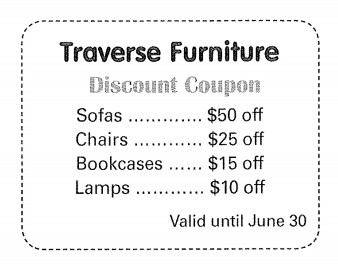 Traverse Furniture
Discount Coupon
Sofas ............. $50 off
Chairs ............ $25 off
Bookcases ...... $15 off
Lamps ............ $10 off
Valid until June 30